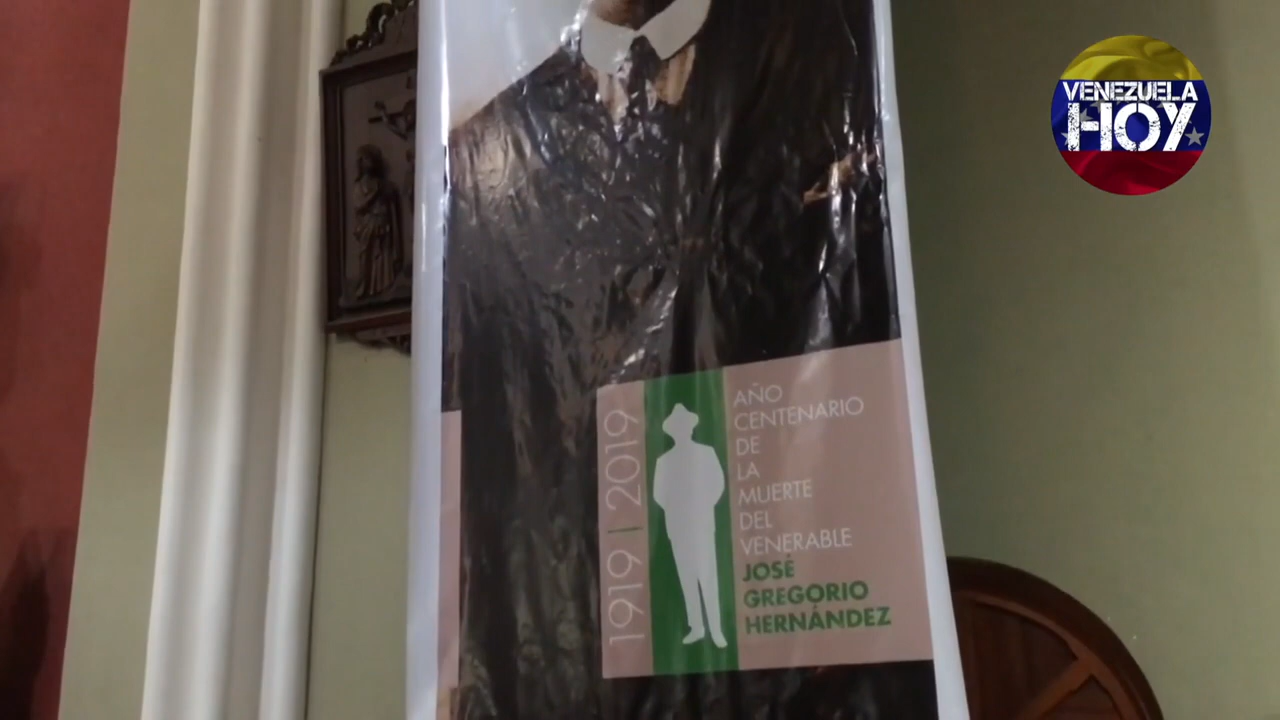 VENEZUELA
HOY
1919 | 2019
AÑO
CENTENARIO
DE
LA
MUERTE
DEL
VENERABLE
JOSÉ
GREGORIO
HERNÁNDEZ